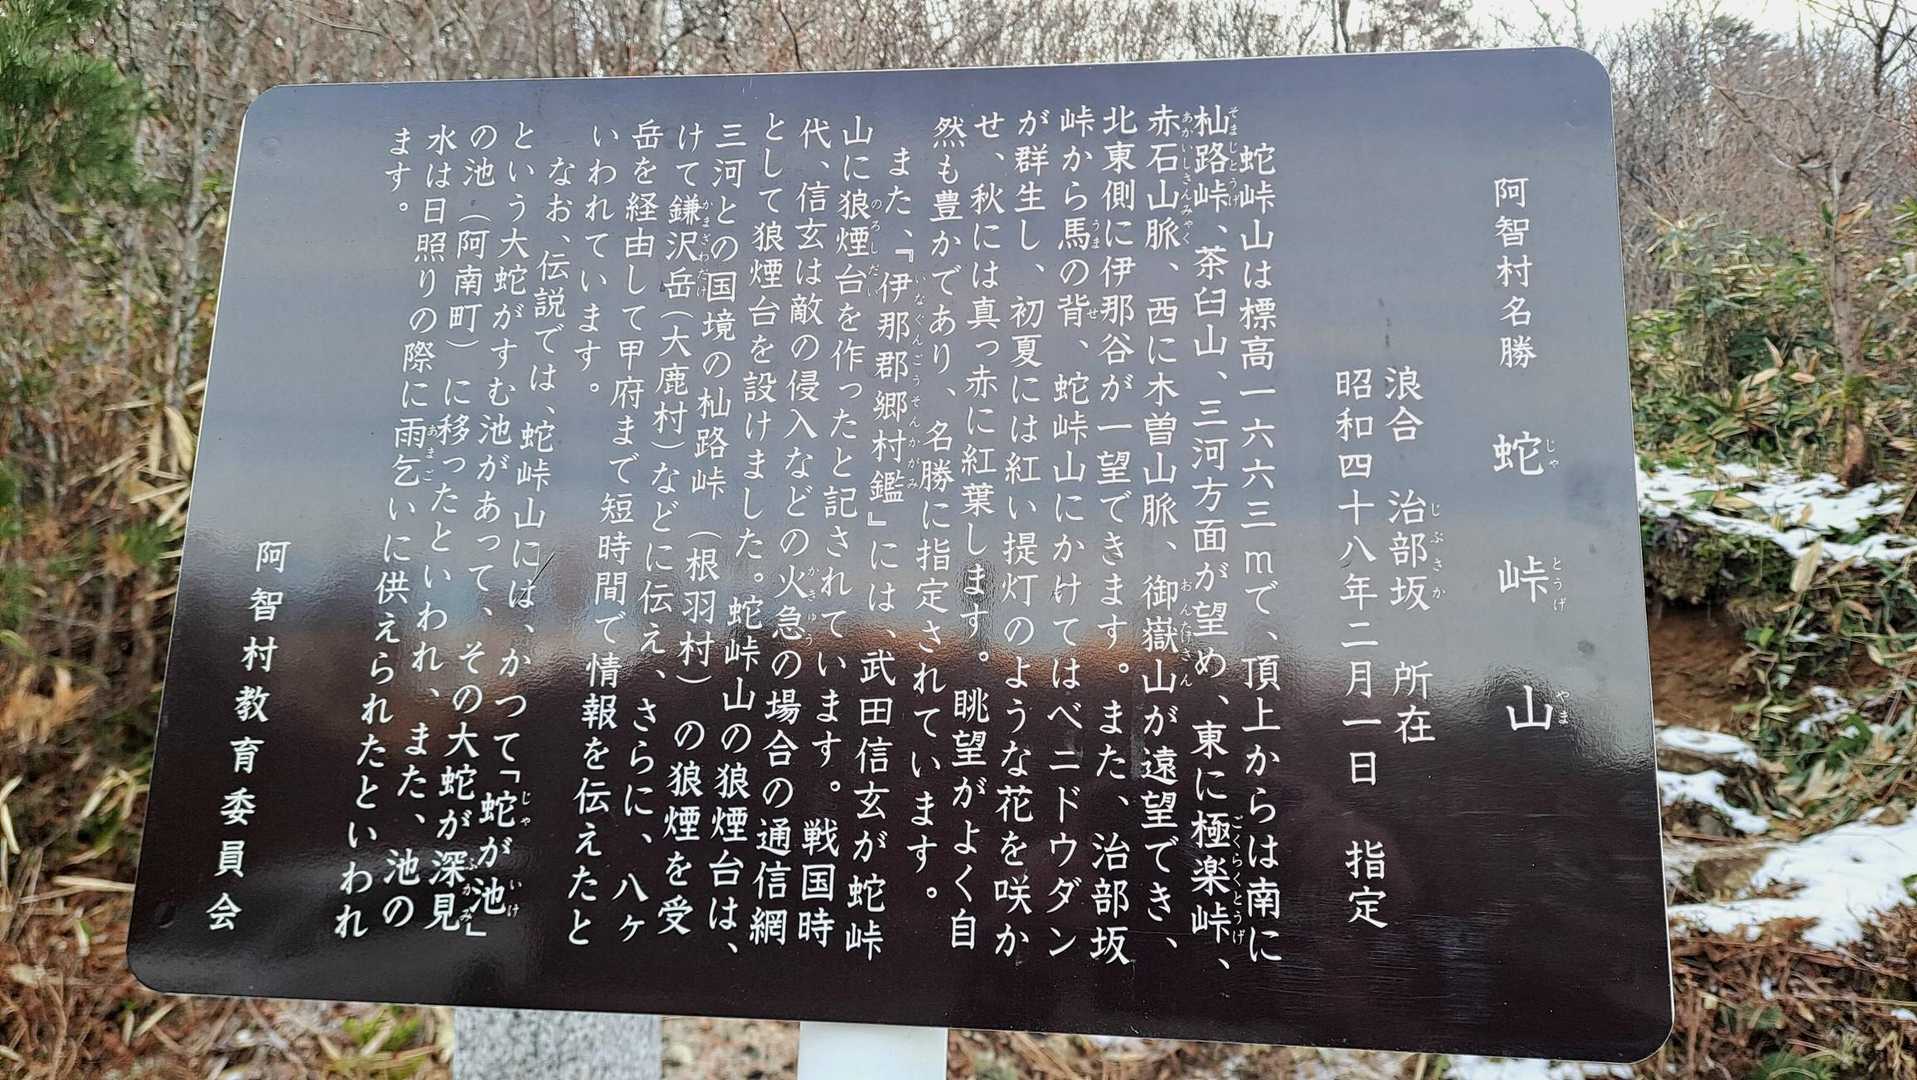 阿智村名勝 蛇峠山
浪合 治部坂 所在
昭和四十八年二月一日 指定
蛇峠山は標高一六六三mで、頂上からは南に
杣路峠、茶臼山、三河方面が望め、東に極楽峠、
赤石山脈、西に木曽山脈、御嶽山が遠望でき、
北東側に伊那谷が一望できます。また、治部坂
峠から馬の背、蛇峠山にかけてはベニドウダン
が群生し、初夏には紅い提灯のような花を咲か
せ、秋には真っ赤に紅葉します。眺望がよく自
然も豊かであり、名勝に指定されています。
また、『伊那郡郷村鑑』には、武田信玄が蛇峠
山に狼煙台を作ったと記されています。戦国時
代、信玄は敵の侵入などの火急の場合の通信網
として狼煙台を設けました。蛇峠山の狼煙台は、
三河との国境の杣路峠（根羽村）の狼煙を受
けて鎌沢岳（大鹿村）などに伝え、さらに、八ヶ
岳を経由して甲府まで短時間で情報を伝えたと
いわれています。
なお、伝説では、蛇峠山には、かつて「蛇が池」
という大蛇がすむ池があって、その大蛇が深見
の池（阿南町）に移ったといわれ、また、池の
水は日照りの際に雨乞いに供えられたといわれ
ます。
阿智村教育委員会